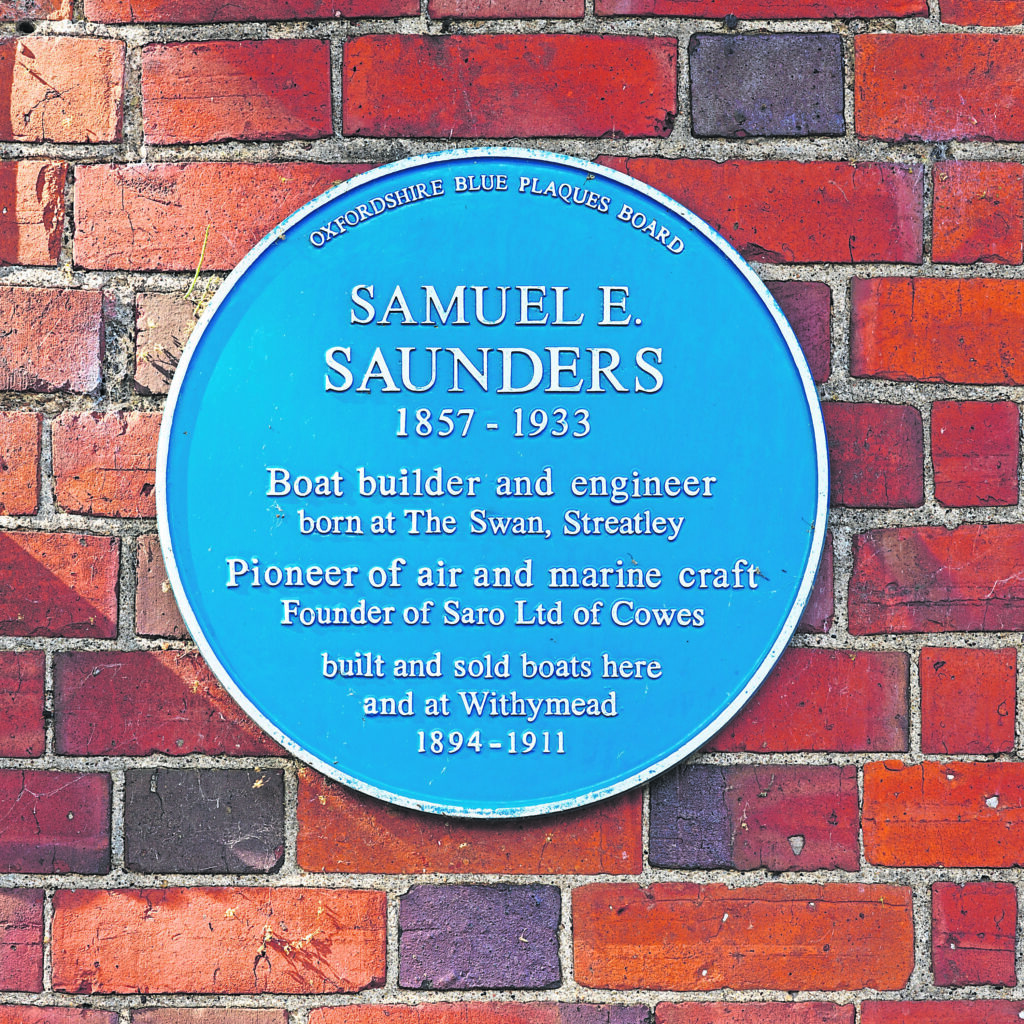 OXFORDSHIRE BLUE PLAQUES BOARD
SAMUEL E.
SAUNDERS
1857 - 1933
Boat builder and engineer
born at The Swan, Streatley
Pioneer of air and marine craft
Founder of Saro Ltd of Cowes
built and sold boats here
and at Withymead
1894-1911